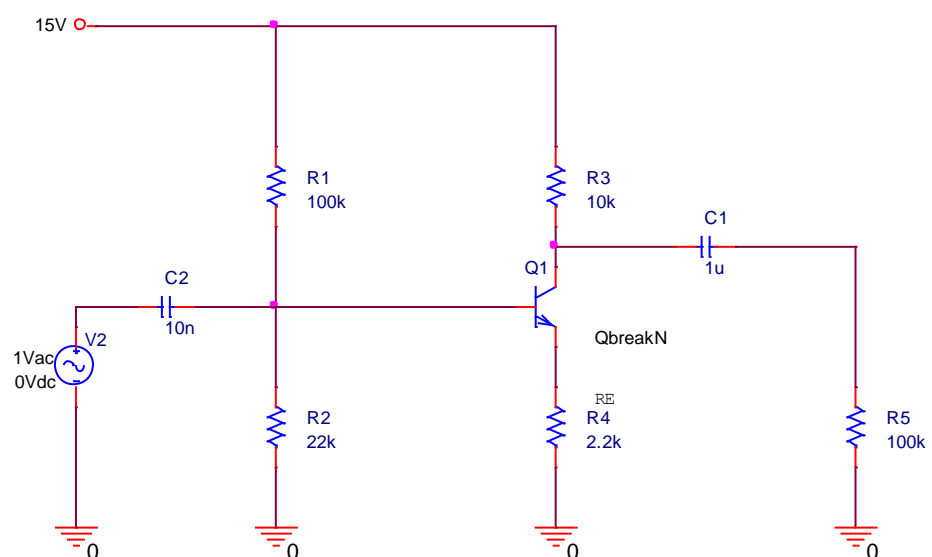 15V
R1
100k
R3
10k
C1
1u
Q1
C2
10n
QbreakN
V2
1Vac
0Vdc
RE
R2
22k
R4
2.2k
R5
100k
0
0
0
0